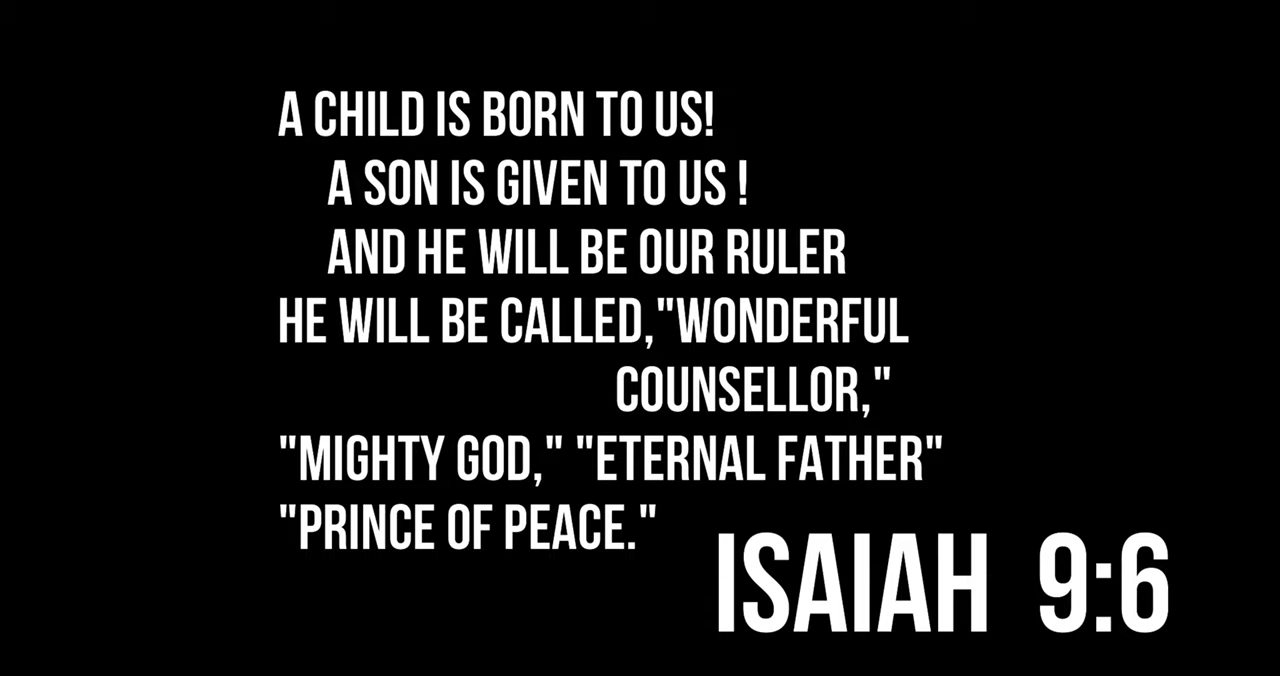 A CHILD IS BORN TO US!
A SON IS GIVEN TO US !
AND HE WILL BE OUR RULER
HE WILL BE CALLED,"WONDERFUL
COUNSELLOR,"
"MIGHTY GOD," "ETERNAL FATHER"
"PRINCE OF PEACE."
ISAIAH 9:6